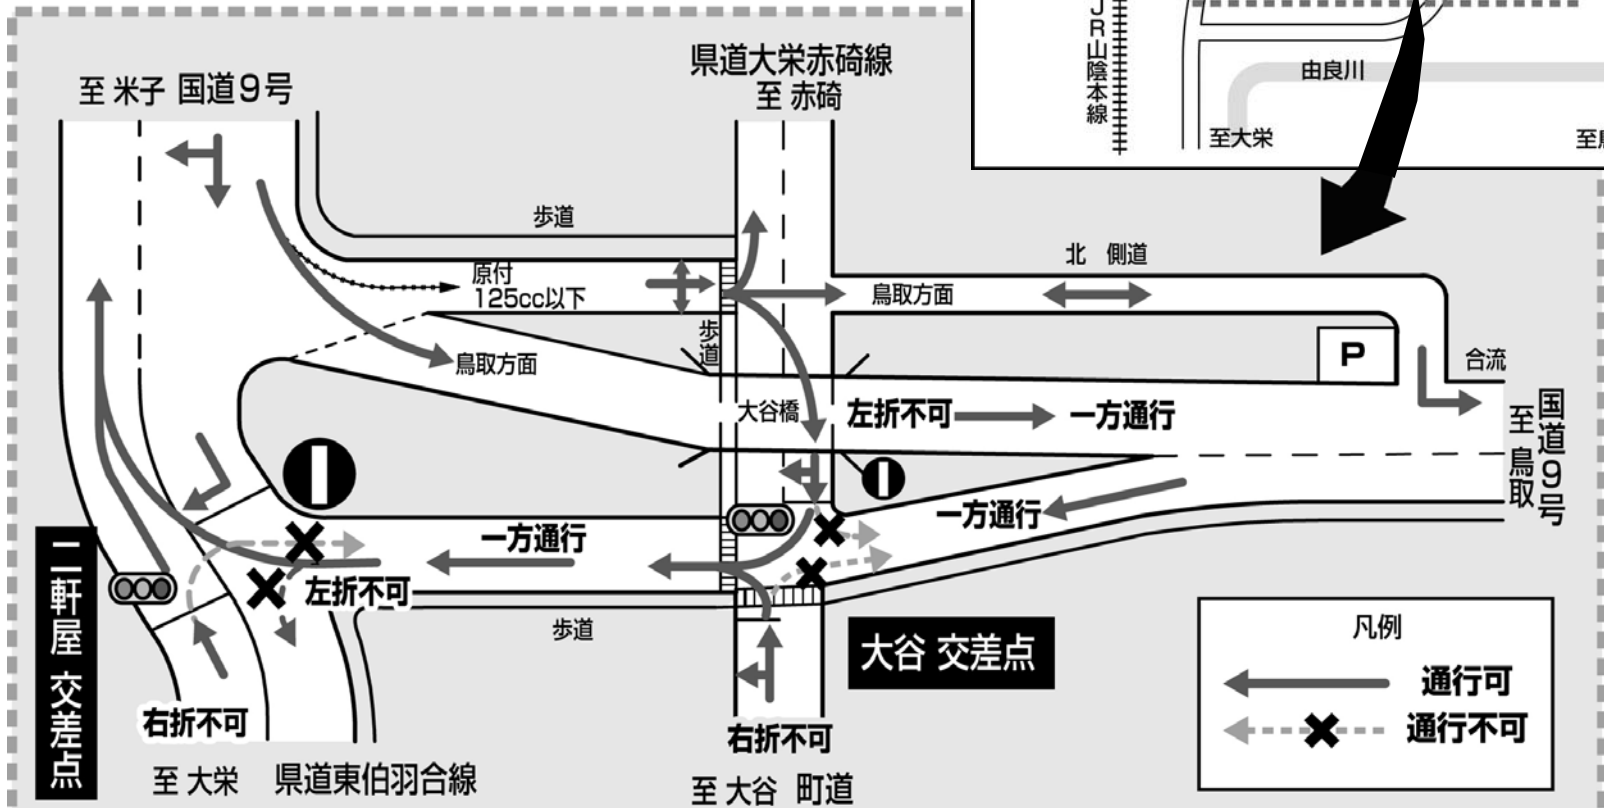 至 米子 国道9号
県道大栄赤碕線
至 赤碕
JR山陰本線
由良川
至大栄
歩道
北 側道
原付
125cc以下
鳥取方面
鳥取方面
歩道
P
合流
大谷橋
左折不可
一方通行
国道9号
至 鳥取
一方通行
一方通行
左折不可
二軒屋 交差点
歩道
大谷 交差点
凡例
通行可
通行不可
右折不可
右折不可
至 大栄 県道東伯羽合線
至 大谷 町道